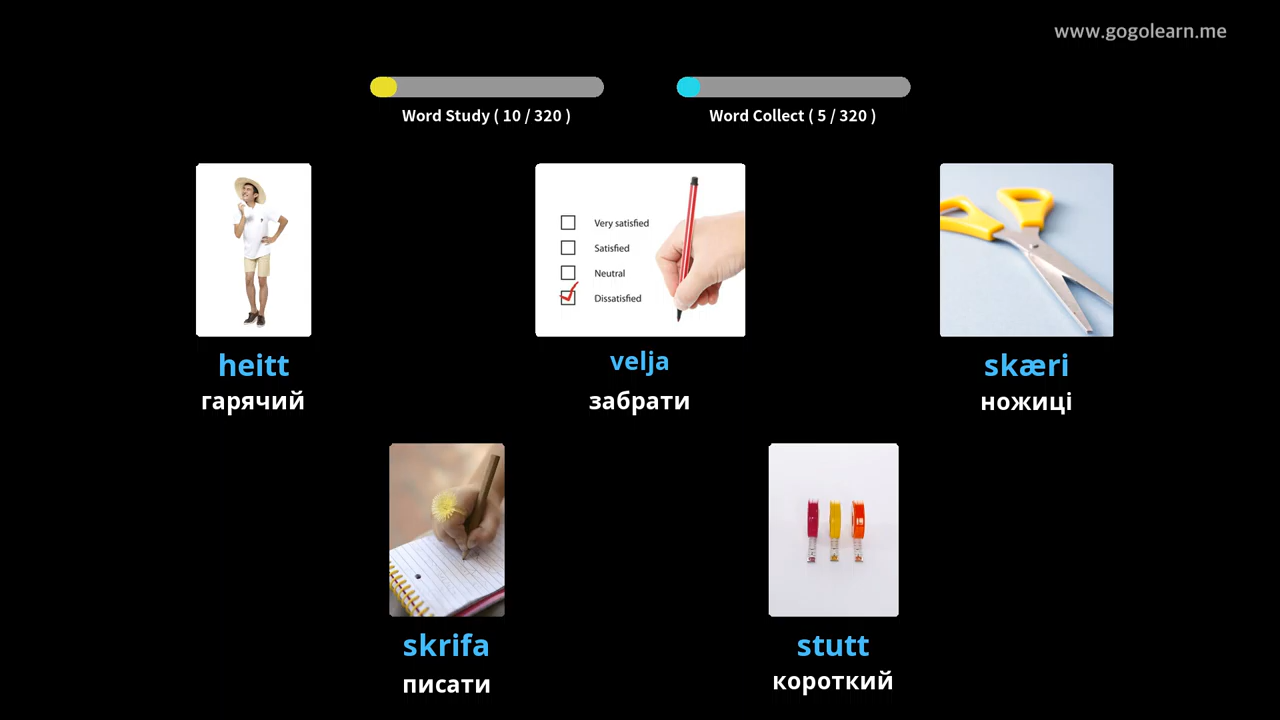 www.gogolearn.me
Word Study ( 10 / 320 )
Word Collect ( 5 / 320 )
Very satisfied
Satisfied
Neutral
Dissatisfied
heitt
гарячий
velja
забрати
skæri
ножиці
skrifa
писати
stutt
короткий